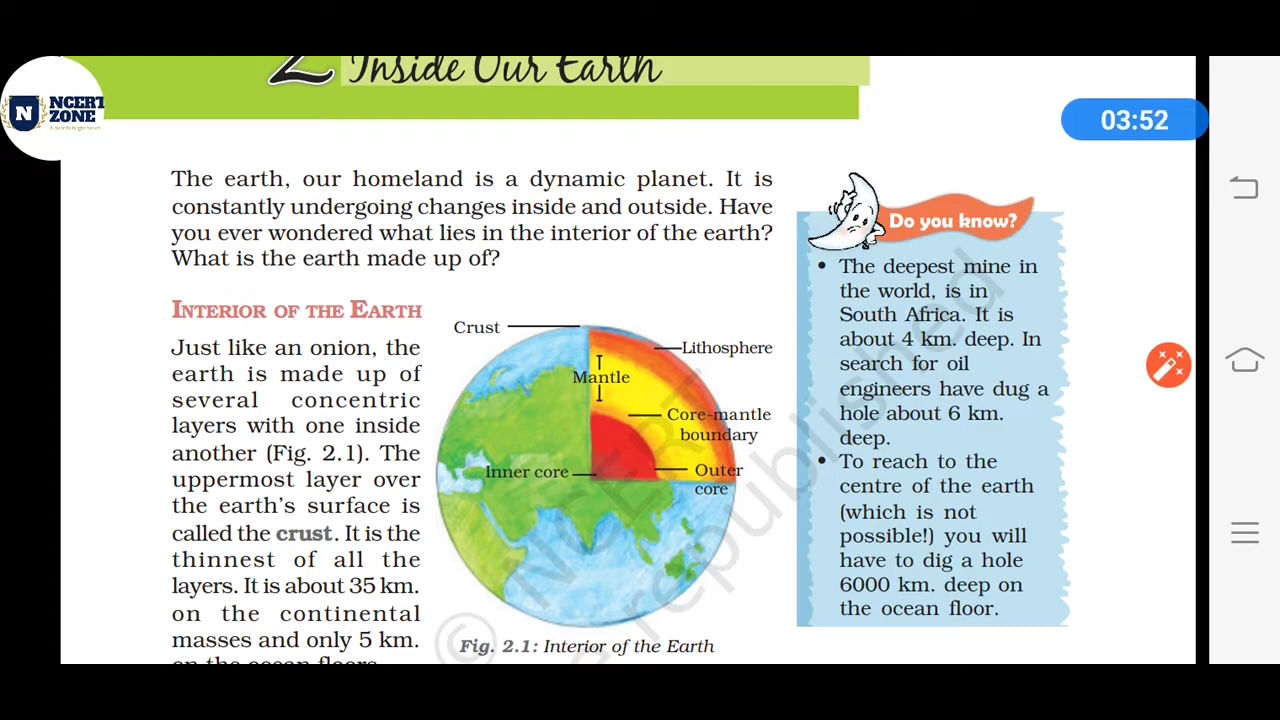 2 Inside Our Earth
NCERT
ZONE
03:52
The earth, our homeland is a dynamic planet. It is
constantly undergoing changes inside and outside. Have
you ever wondered what lies in the interior of the earth?
What is the earth made up of?
INTERIOR OF THE EARTH
Just like an onion, the
earth is made up of
several concentric
layers with one inside
another (Fig. 2.1). The
uppermost layer over
the earth's surface is
called the crust. It is the
thinnest of all the
layers. It is about 35 km.
on the continental
masses and only 5 km.
on the ocean floors.
Crust
Lithosphere
Mantle
Core-mantle
boundary
Inner core
Outer
core
Fig. 2.1: Interior of the Earth
Do you know?
• The deepest mine in
the world, is in
South Africa. It is
about 4 km. deep. In
search for oil
engineers have dug a
hole about 6 km.
deep.
• To reach to the
centre of the earth
(which is not
possible!) you will
have to dig a hole
6000 km. deep on
the ocean floor.
© NCERT
republished